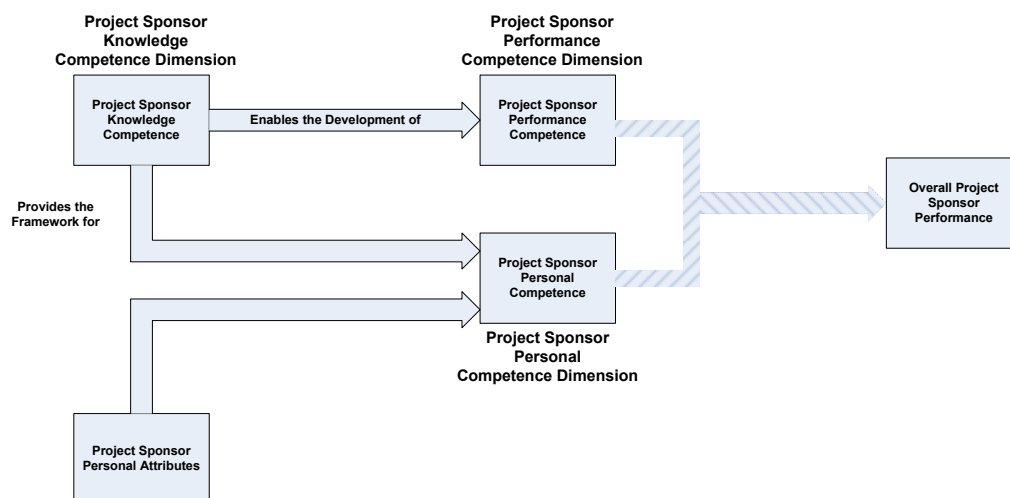 Project Sponsor
Knowledge
Competence Dimension
Project Sponsor
Performance
Competence Dimension
Project Sponsor
Knowledge
Competence
Enables the Development of
Project Sponsor
Performance
Competence
Overall Project
Sponsor
Performance
Provides the
Framework for
Project Sponsor
Personal
Competence
Project Sponsor
Personal
Competence Dimension
Project Sponsor
Personal Attributes